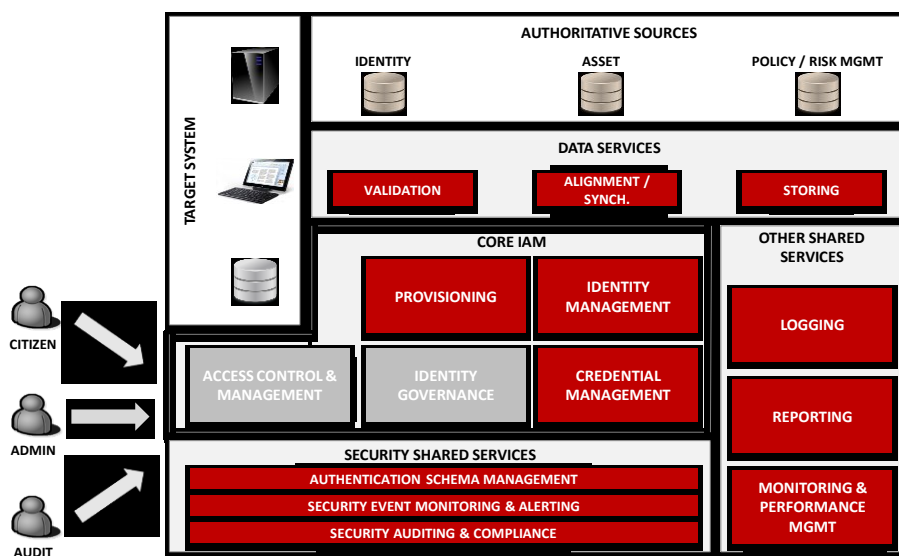 AUTHORITATIVE SOURCES
IDENTITY
ASSET
POLICY / RISK MGMT
TARGET SYSTEM
DATA SERVICES
VALIDATION
ALIGNMENT /
SYNCH.
STORING
CORE IAM
PROVISIONING
IDENTITY
MANAGEMENT
ACCESS CONTROL &
MANAGEMENT
IDENTITY
GOVERNANCE
CREDENTIAL
MANAGEMENT
OTHER SHARED
SERVICES
LOGGING
REPORTING
MONITORING &
PERFORMANCE
MGMT
CITIZEN
ADMIN
AUDIT
SECURITY SHARED SERVICES
AUTHENTICATION SCHEMA MANAGEMENT
SECURITY EVENT MONITORING & ALERTING
SECURITY AUDITING & COMPLIANCE